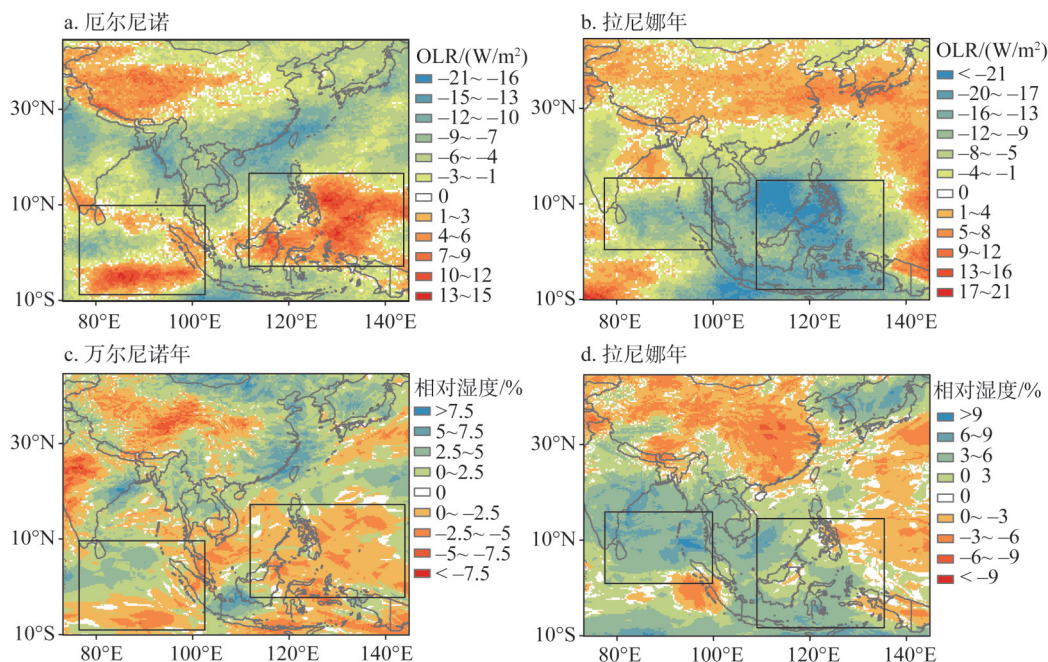 a. 厄尔尼诺
OLR/(W/m²)
–21~ –16
–15~ –13
–12~ –10
–9~ –7
–6~ –4
–3~ –1
0
1~3
4~6
7~9
10~12
13~15
30°N
10°N
10°S
80°E
100°E
120°E
140°E
b. 拉尼娜年
OLR/(W/m²)
< –21
–20~ –17
–16~ –13
–12~ –9
–8~ –5
–4~ –1
0
1~4
5~8
9~12
13~16
17~21
30°N
10°N
10°S
80°E
100°E
120°E
140°E
c. 万尔尼诺年
相对湿度/%
>7.5
5~7.5
2.5~5
0~2.5
0
0~ –2.5
–2.5~ –5
–5~ –7.5
< –7.5
30°N
10°N
10°S
80°E
100°E
120°E
140°E
d. 拉尼娜年
相对湿度/%
>9
6~9
3~6
0 3
0
0~ –3
–3~ –6
–6~ –9
< –9
30°N
10°N
10°S
80°E
100°E
120°E
140°E